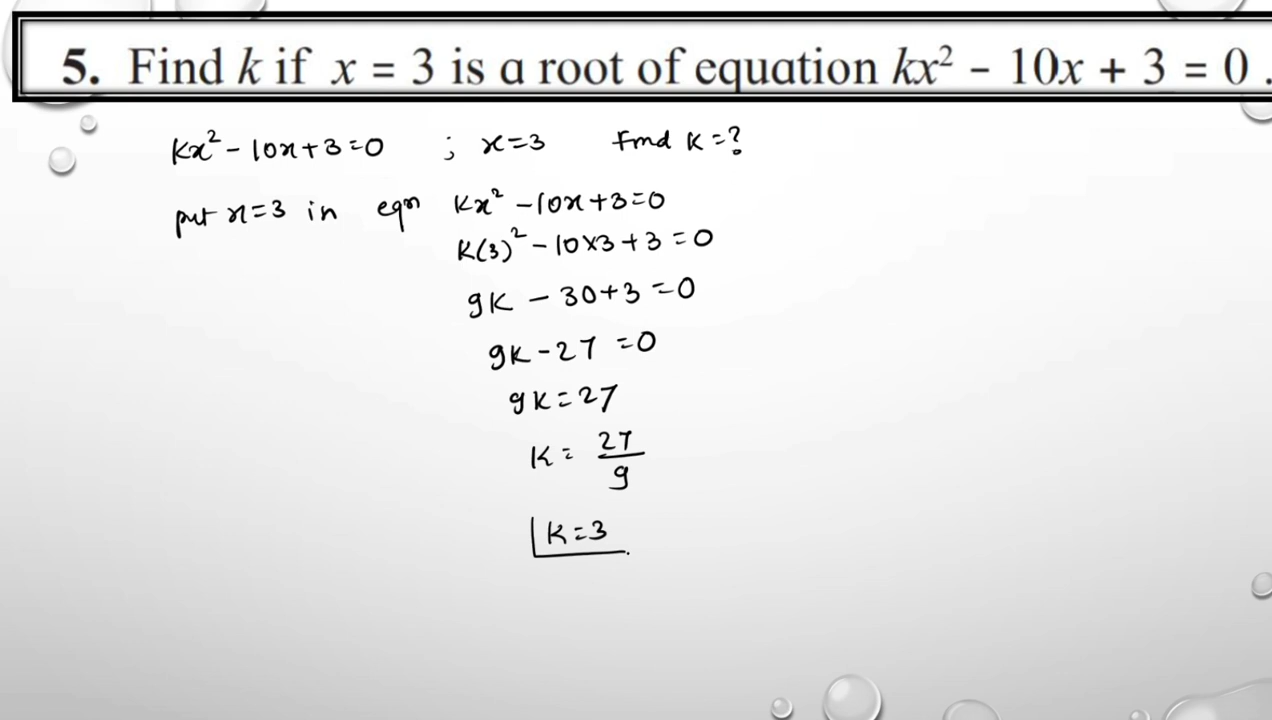 5. Find k if x = 3 is a root of equation kx² - 10x + 3 = 0.
kx² - 10x + 3 = 0 ; x = 3 Find k = ?
put x = 3 in eqn kx² - 10x + 3 = 0
k(3)² - 10×3 + 3 = 0
9k - 30 + 3 = 0
9k - 27 = 0
9k = 27
k = 27/9
k = 3